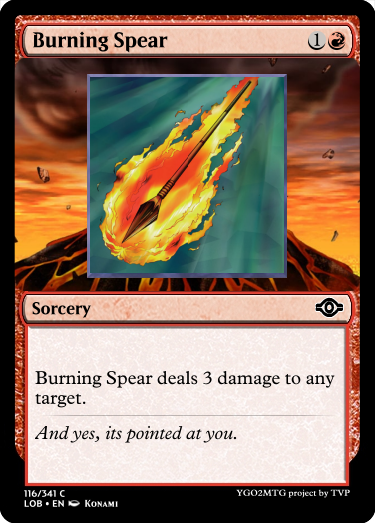 Burning Spear 1
Sorcery
Burning Spear deals 3 damage to any
target.
And yes, its pointed at you.
116/341 C
LOB • EN Konami
YGO2MTG project by TVP